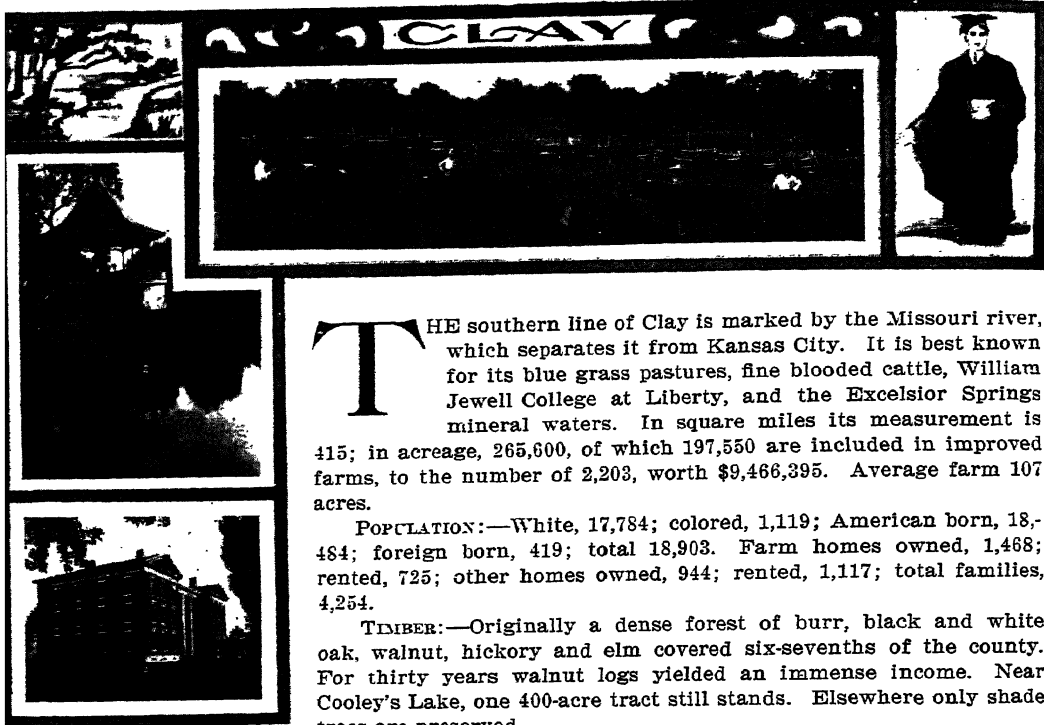 CLAY
THE southern line of Clay is marked by the Missouri river,
which separates it from Kansas City. It is best known
for its blue grass pastures, fine blooded cattle, William
Jewell College at Liberty, and the Excelsior Springs
mineral waters. In square miles its measurement is
415; in acreage, 265,600, of which 197,550 are included in improved
farms, to the number of 2,203, worth $9,466,395. Average farm 107
acres.
POPULATION:—White, 17,784; colored, 1,119; American born, 18,-
484; foreign born, 419; total 18,903. Farm homes owned, 1,468;
rented, 725; other homes owned, 944; rented, 1,117; total families,
4,254.
TIMBER:—Originally a dense forest of burr, black and white
oak, walnut, hickory and elm covered six-sevenths of the county.
For thirty years walnut logs yielded an immense income. Near
Cooley's Lake, one 400-acre tract still stands. Elsewhere only shade
trees are preserved.